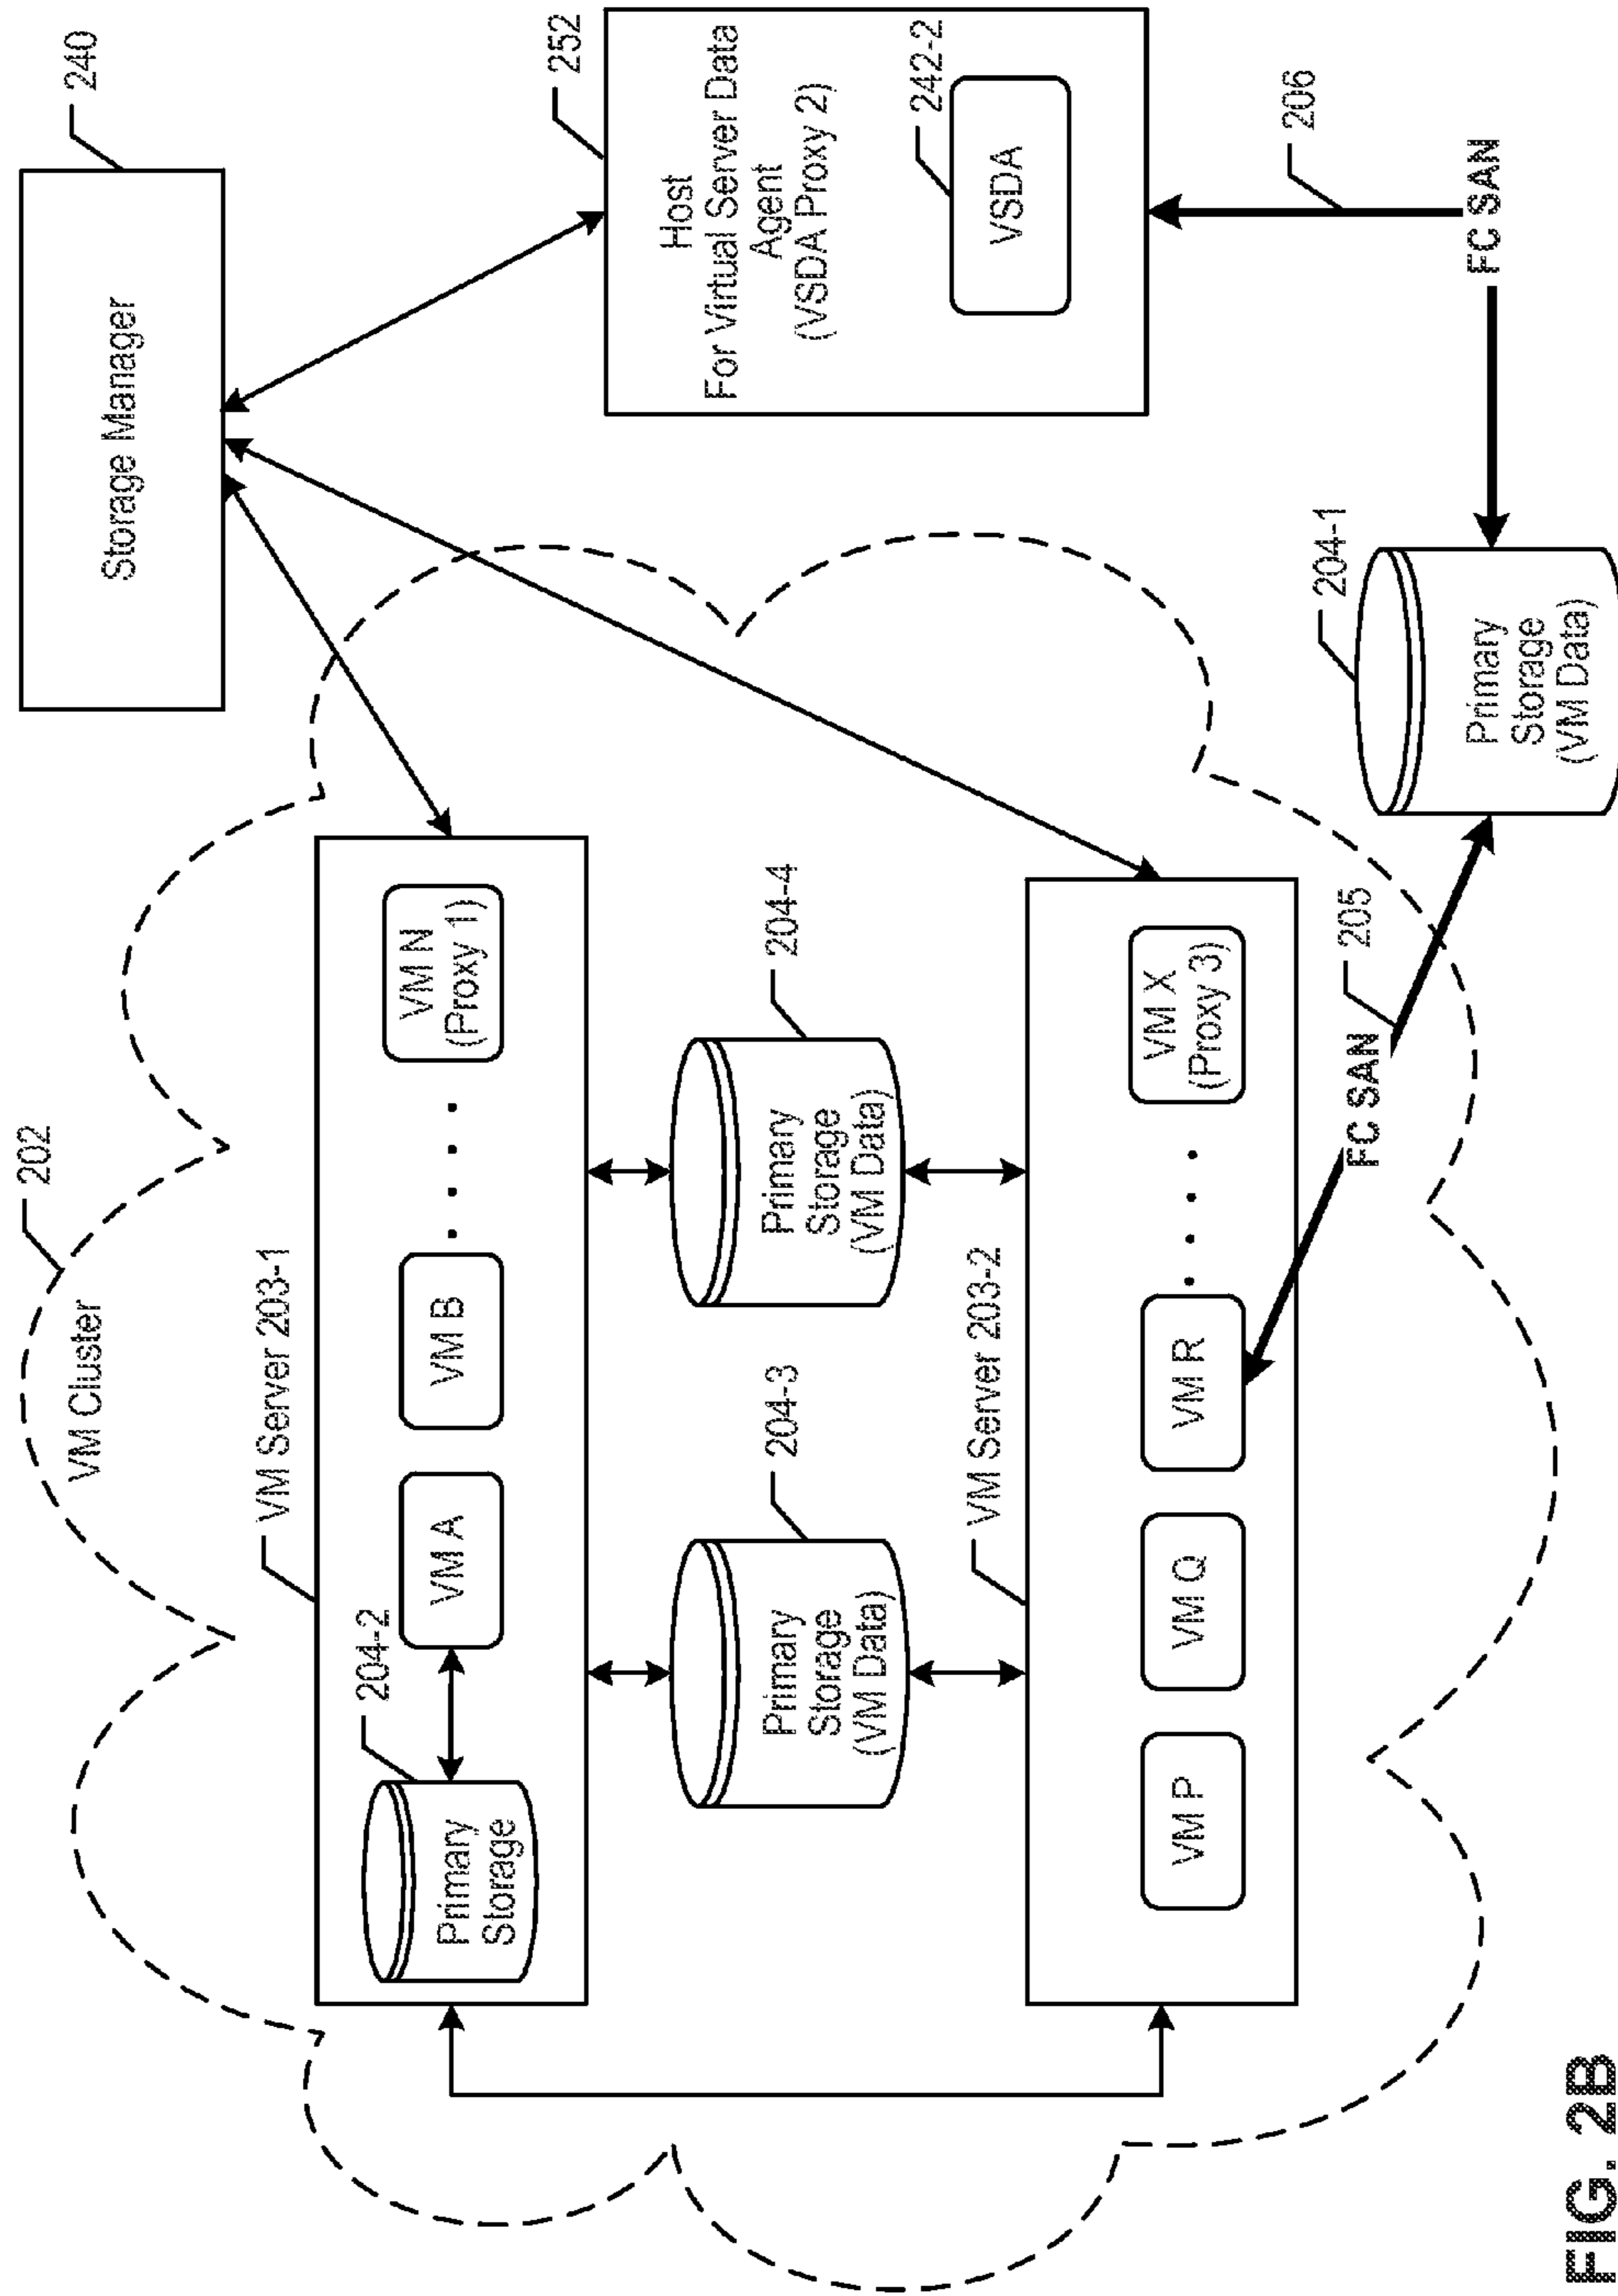 202
VM Cluster
240
Storage Manager
VM Server 203-1
204-2
Primary
Storage
VM A
VM B
. . . .
VM N
(Proxy 1)
252
Host
For Virtual Server Data
Agent
(VSDA Proxy 2)
242-2
VSDA
204-3
Primary
Storage
(VM Data)
204-4
Primary
Storage
(VM Data)
VM Server 203-2
VM P
VM Q
VM R
. . . .
VM X
(Proxy 3)
FC SAN
205
204-1
Primary
Storage
(VM Data)
206
FC SAN
FIG. 2B